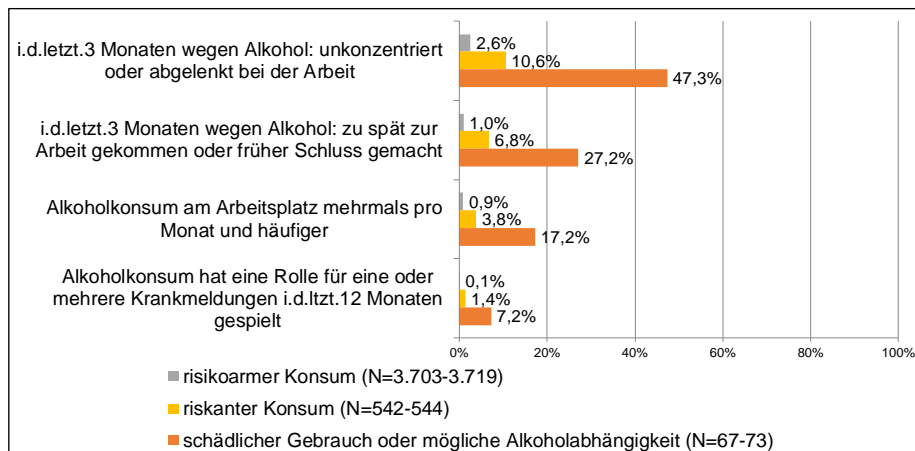 i.d.letzt.3 Monaten wegen Alkohol: unkonzentriert
oder abgelenkt bei der Arbeit
2,6%
10,6%
47,3%
i.d.letzt.3 Monaten wegen Alkohol: zu spät zur
Arbeit gekommen oder früher Schluss gemacht
1,0%
6,8%
27,2%
Alkoholkonsum am Arbeitsplatz mehrmals pro
Monat und häufiger
0,9%
3,8%
17,2%
Alkoholkonsum hat eine Rolle für eine oder
mehrere Krankmeldungen i.d.ltzt.12 Monaten
gespielt
0,1%
1,4%
7,2%
0% 20% 40% 60% 80% 100%
risikoarmer Konsum (N=3.703-3.719)
riskanter Konsum (N=542-544)
schädlicher Gebrauch oder mögliche Alkoholabhängigkeit (N=67-73)